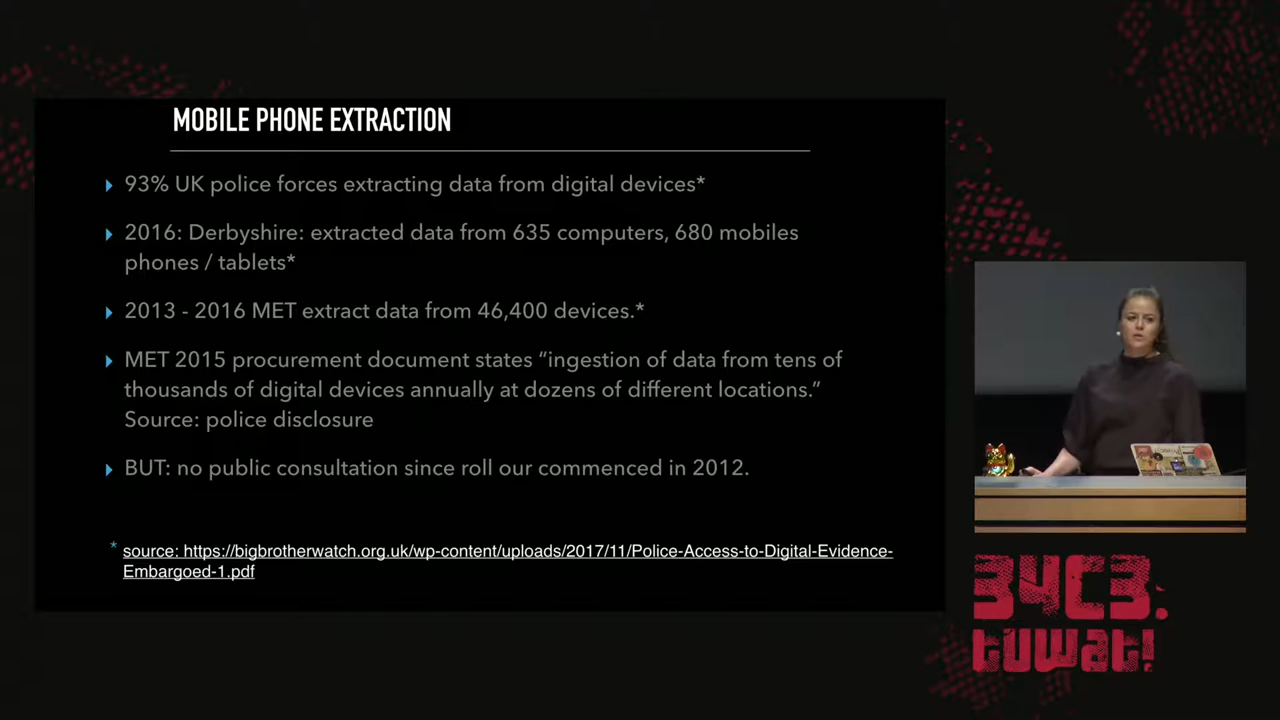 MOBILE PHONE EXTRACTION
93% UK police forces extracting data from digital devices*
2016: Derbyshire: extracted data from 635 computers, 680 mobiles
phones / tablets*
2013 - 2016 MET extract data from 46,400 devices.*
MET 2015 procurement document states “ingestion of data from tens of
thousands of digital devices annually at dozens of different locations.”
Source: police disclosure
BUT: no public consultation since roll our commenced in 2012.
* source: https://bigbrotherwatch.org.uk/wp-content/uploads/2017/11/Police-Access-to-Digital-Evidence-
Embargoed-1.pdf
34C3.
tuwat!